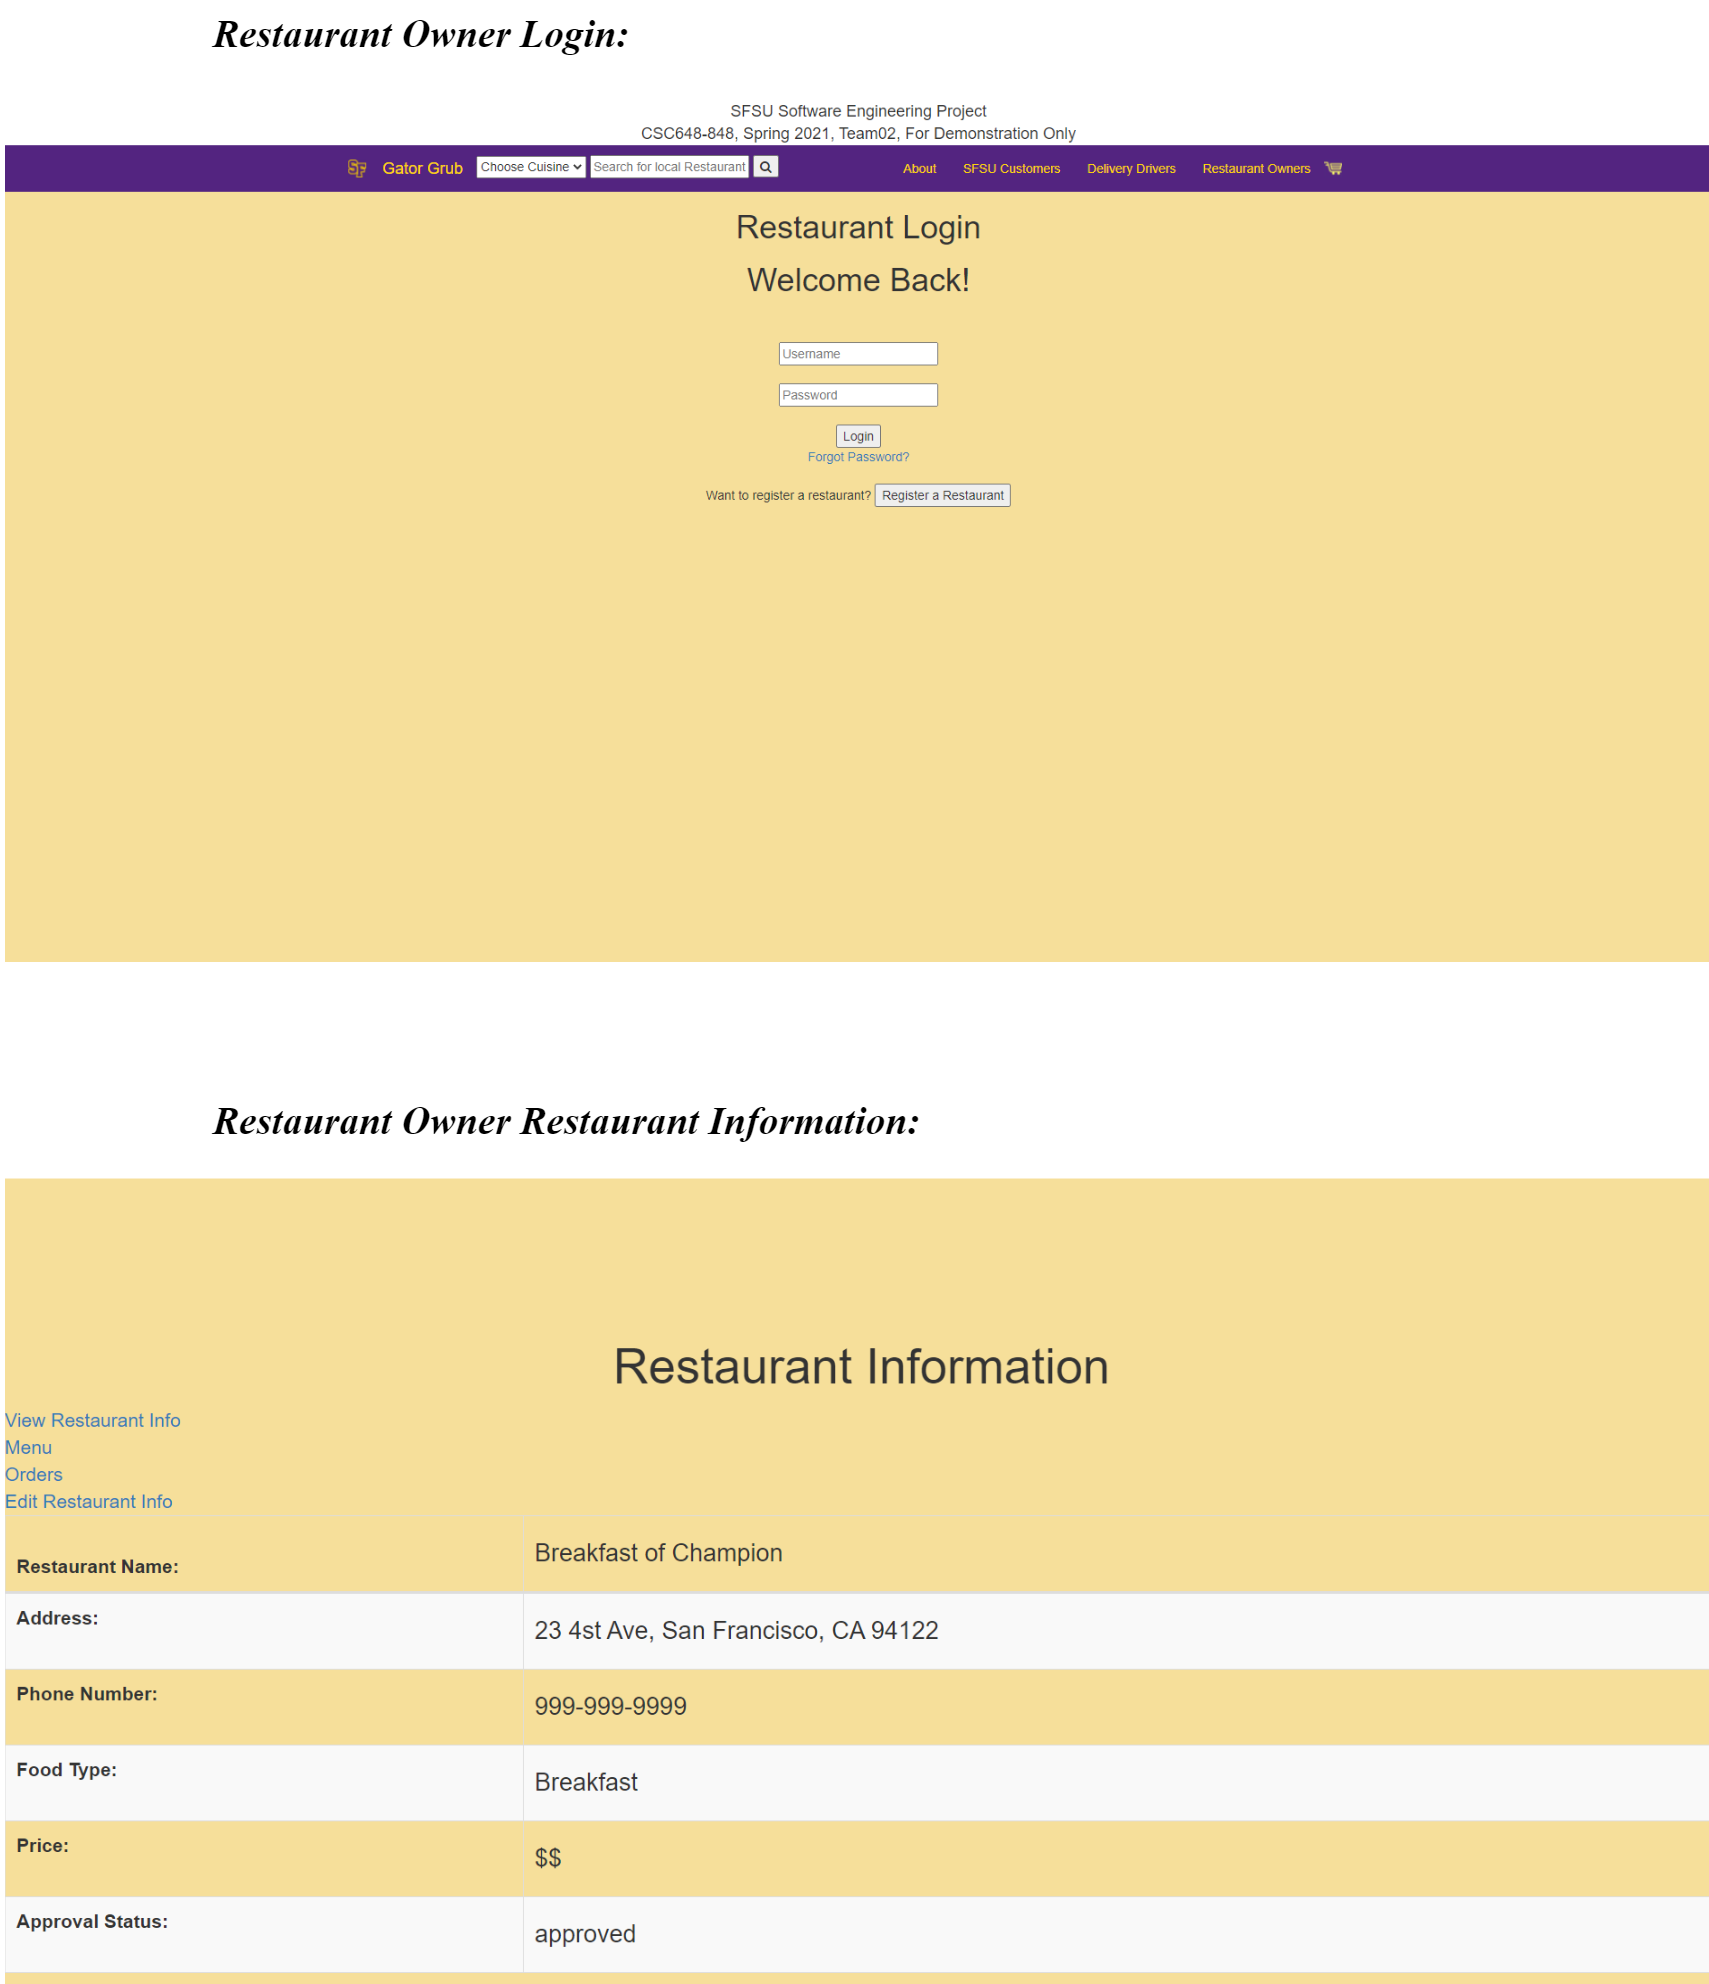 Restaurant Owner Login:
SFSU Software Engineering Project
CSC648-848, Spring 2021, Team02, For Demonstration Only
SF Gator Grub Choose Cuisine Search for local Restaurant About SFSU Customers Delivery Drivers Restaurant Owners
Restaurant Login
Welcome Back!
Username
Password
Login
Forgot Password?
Want to register a restaurant? Register a Restaurant
Restaurant Owner Restaurant Information:
Restaurant Information
View Restaurant Info
Menu
Orders
Edit Restaurant Info
Restaurant Name: Breakfast of Champion
Address: 23 4st Ave, San Francisco, CA 94122
Phone Number: 999-999-9999
Food Type: Breakfast
Price: $$
Approval Status: approved